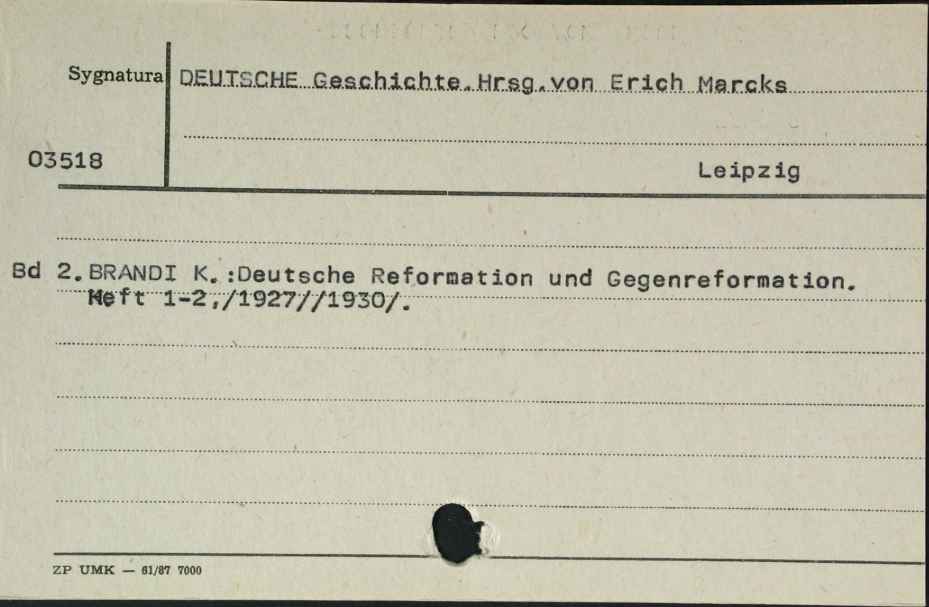 Sygnatura DEUTSCHE Geschichte.Hrsg.von Erich Marcks
03518
Leipzig
Bd 2.BRANDI K.:Deutsche Reformation und Gegenreformation.
Heft 1-2,/1927//1930/.
ZP UMK — 61/87 7000